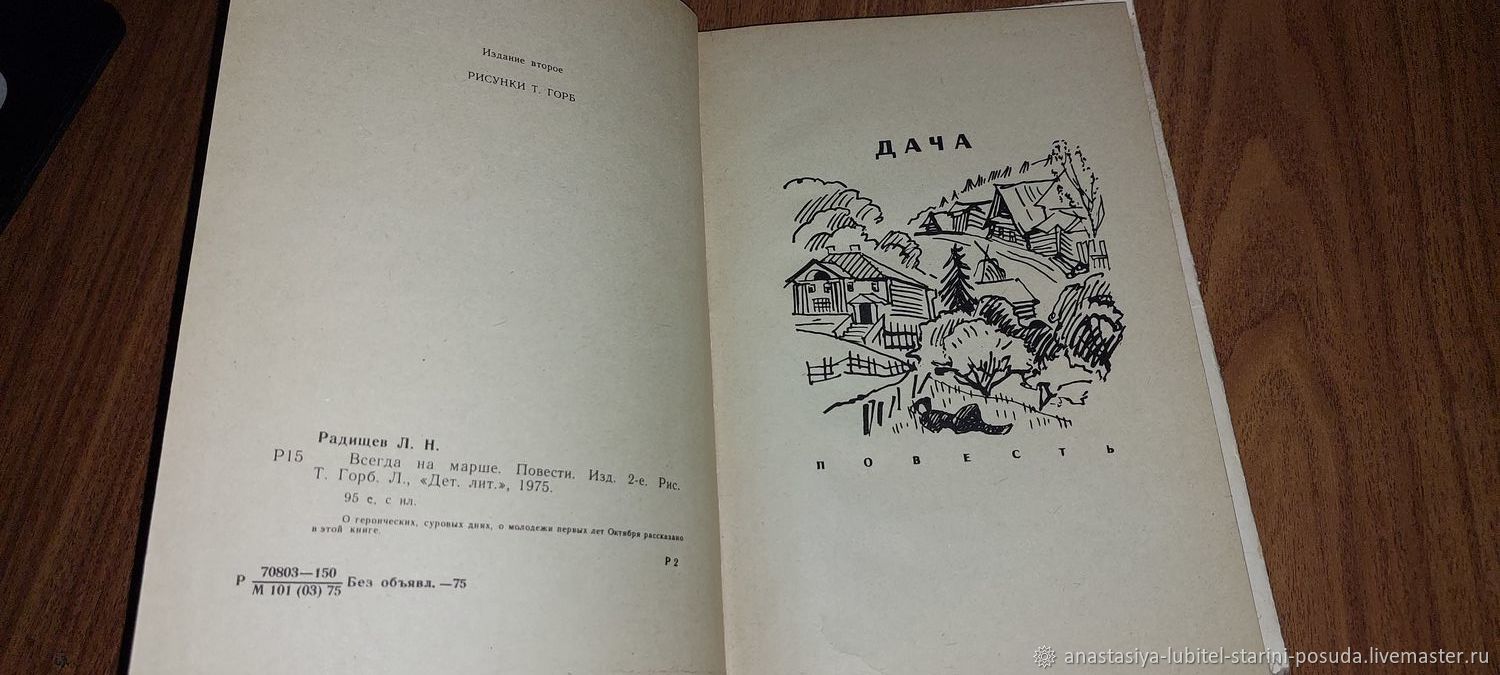 Издание второе
РИСУНКИ Т. ГОРБ
Радищев Л. Н.
Р15 Всегда на марше. Повести. Изд. 2-е. Рис.
Т. Горб. Л., «Дет. лит.», 1975.
95 с. с ил.
О героических, суровых днях, о молодежи первых лет Октября рассказано
в этой книге.
Р2
Р 70803—150
М 101 (03) 75 Без объявл. —75
ДАЧА
ПОВЕСТЬ
anastasiya-lubitel-starini-posuda.livemaster.ru